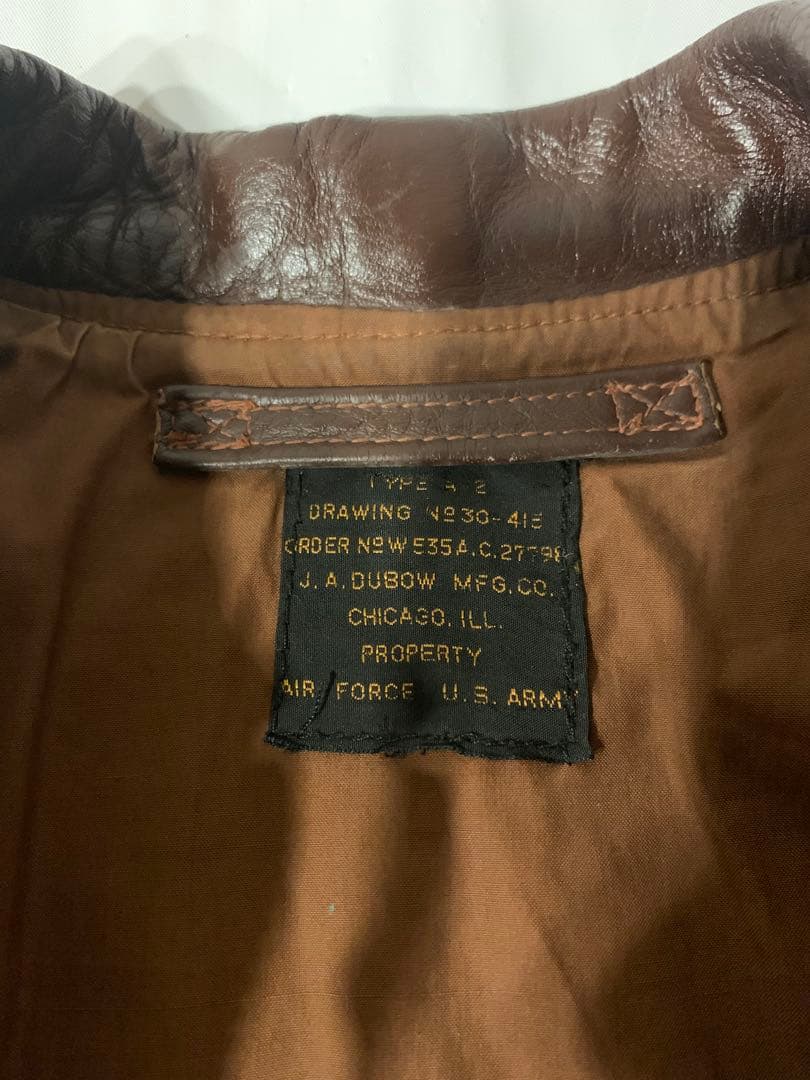 TYPE A 2
DRAWING No 30-415
ORDER No W 535 A.C. 27798
J. A. DUBOW MFG. CO.
CHICAGO, ILL.
PROPERTY
AIR FORCE U. S. ARMY